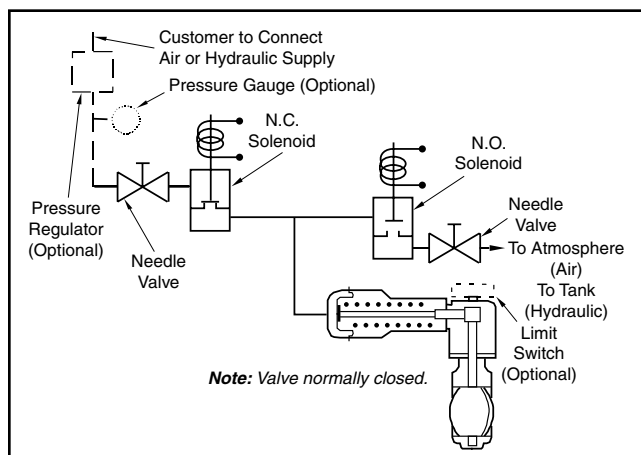 Customer to Connect
Air or Hydraulic Supply
Pressure Gauge (Optional)
N.C.
Solenoid
N.O.
Solenoid
Pressure
Regulator
(Optional)
Needle
Valve
Needle
Valve
To Atmosphere
(Air)
To Tank
(Hydraulic)
Limit
Switch
(Optional)
Note: Valve normally closed.